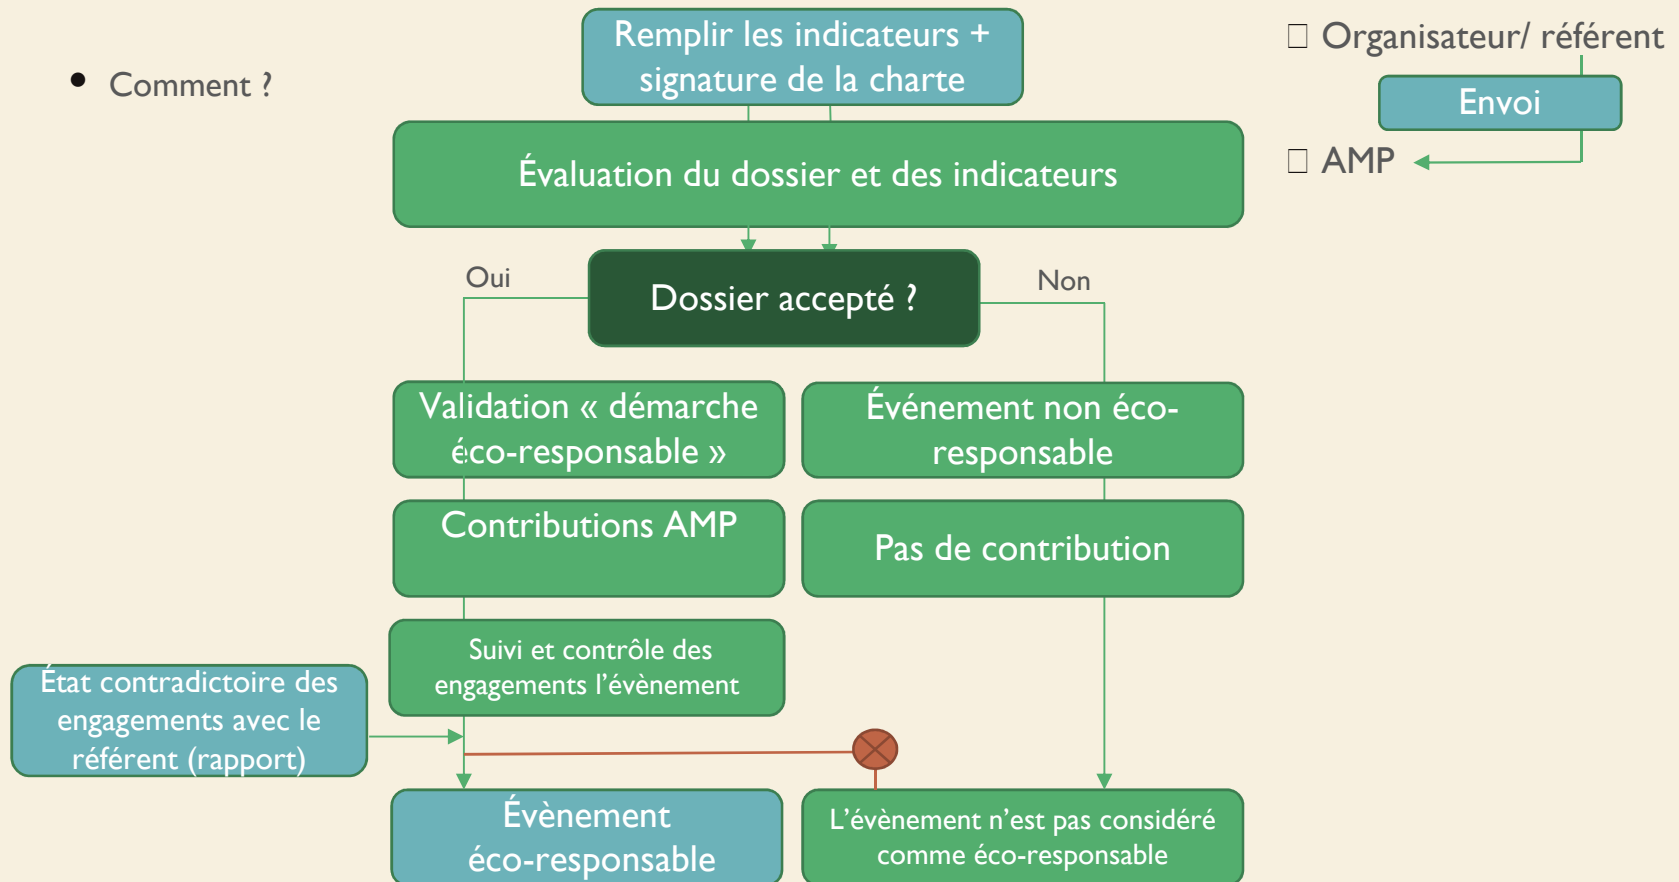 Comment ?
Remplir les indicateurs +
signature de la charte
□ Organisateur/ référent
Envoi
□ AMP
Évaluation du dossier et des indicateurs
Oui
Dossier accepté ?
Non
Validation « démarche
éco-responsable »
Événement non éco-
responsable
Contributions AMP
Pas de contribution
Suivi et contrôle des
engagements l’évènement
État contradictoire des
engagements avec le
référent (rapport)
Évènement
éco-responsable
L’évènement n’est pas considéré
comme éco-responsable